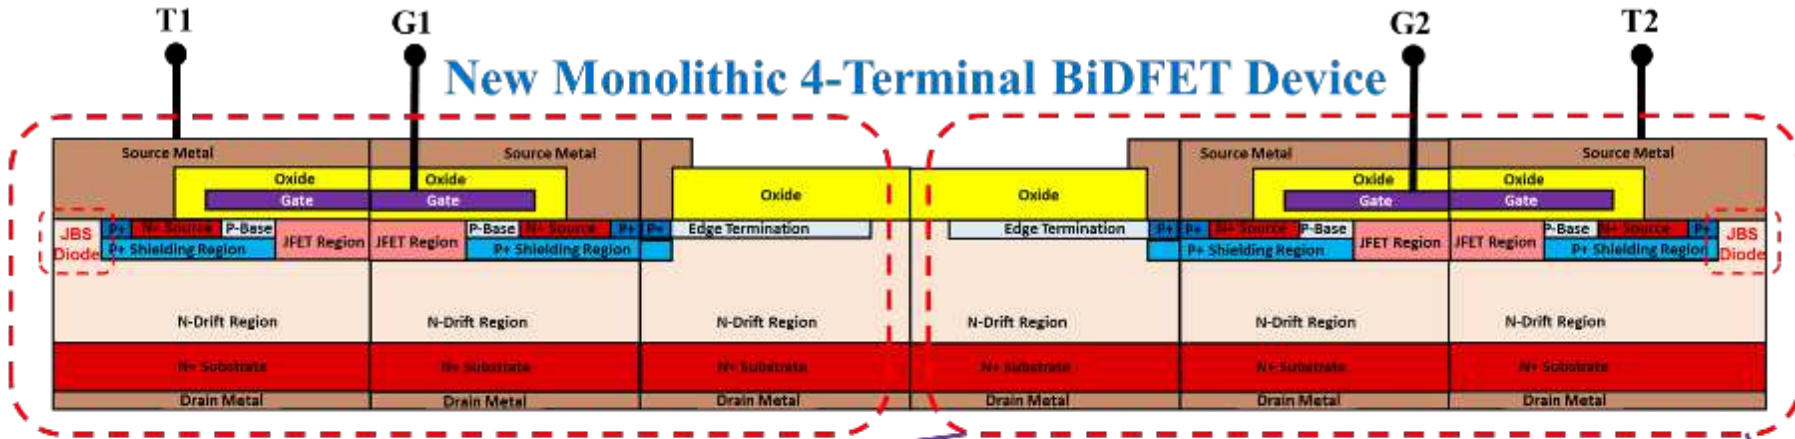 T1 G1 G2 T2
New Monolithic 4-Terminal BiDFET Device
Source Metal Source Metal Source Metal Source Metal
Oxide Oxide Oxide Oxide Oxide Oxide
Gate Gate Gate Gate
JBS Diode P+ N+ Source P-Base JFET Region JFET Region P-Base N+ Source P+ P+ Edge Termination Edge Termination P+ P+ N+ Source P-Base JFET Region JFET Region P-Base N+ Source P+ JBS Diode
P+ Shielding Region P+ Shielding Region P+ Shielding Region P+ Shielding Region
N-Drift Region N-Drift Region N-Drift Region N-Drift Region N-Drift Region N-Drift Region
N+ Substrate N+ Substrate N+ Substrate N+ Substrate N+ Substrate N+ Substrate
Drain Metal Drain Metal Drain Metal Drain Metal Drain Metal Drain Metal